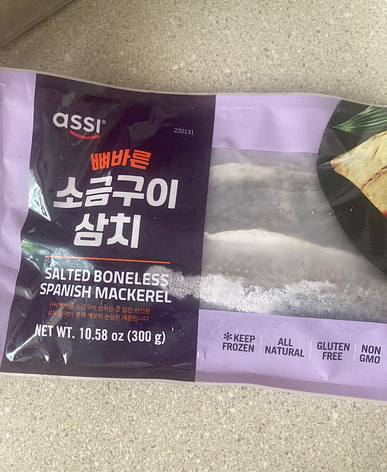 assi
220131
뼈바른
소금구이
삼치
SALTED BONELESS
SPANISH MACKEREL
NET WT. 10.58 oz (300 g)
*KEEP
FROZEN
ALL
NATURAL
GLUTEN
FREE
NON
GMO